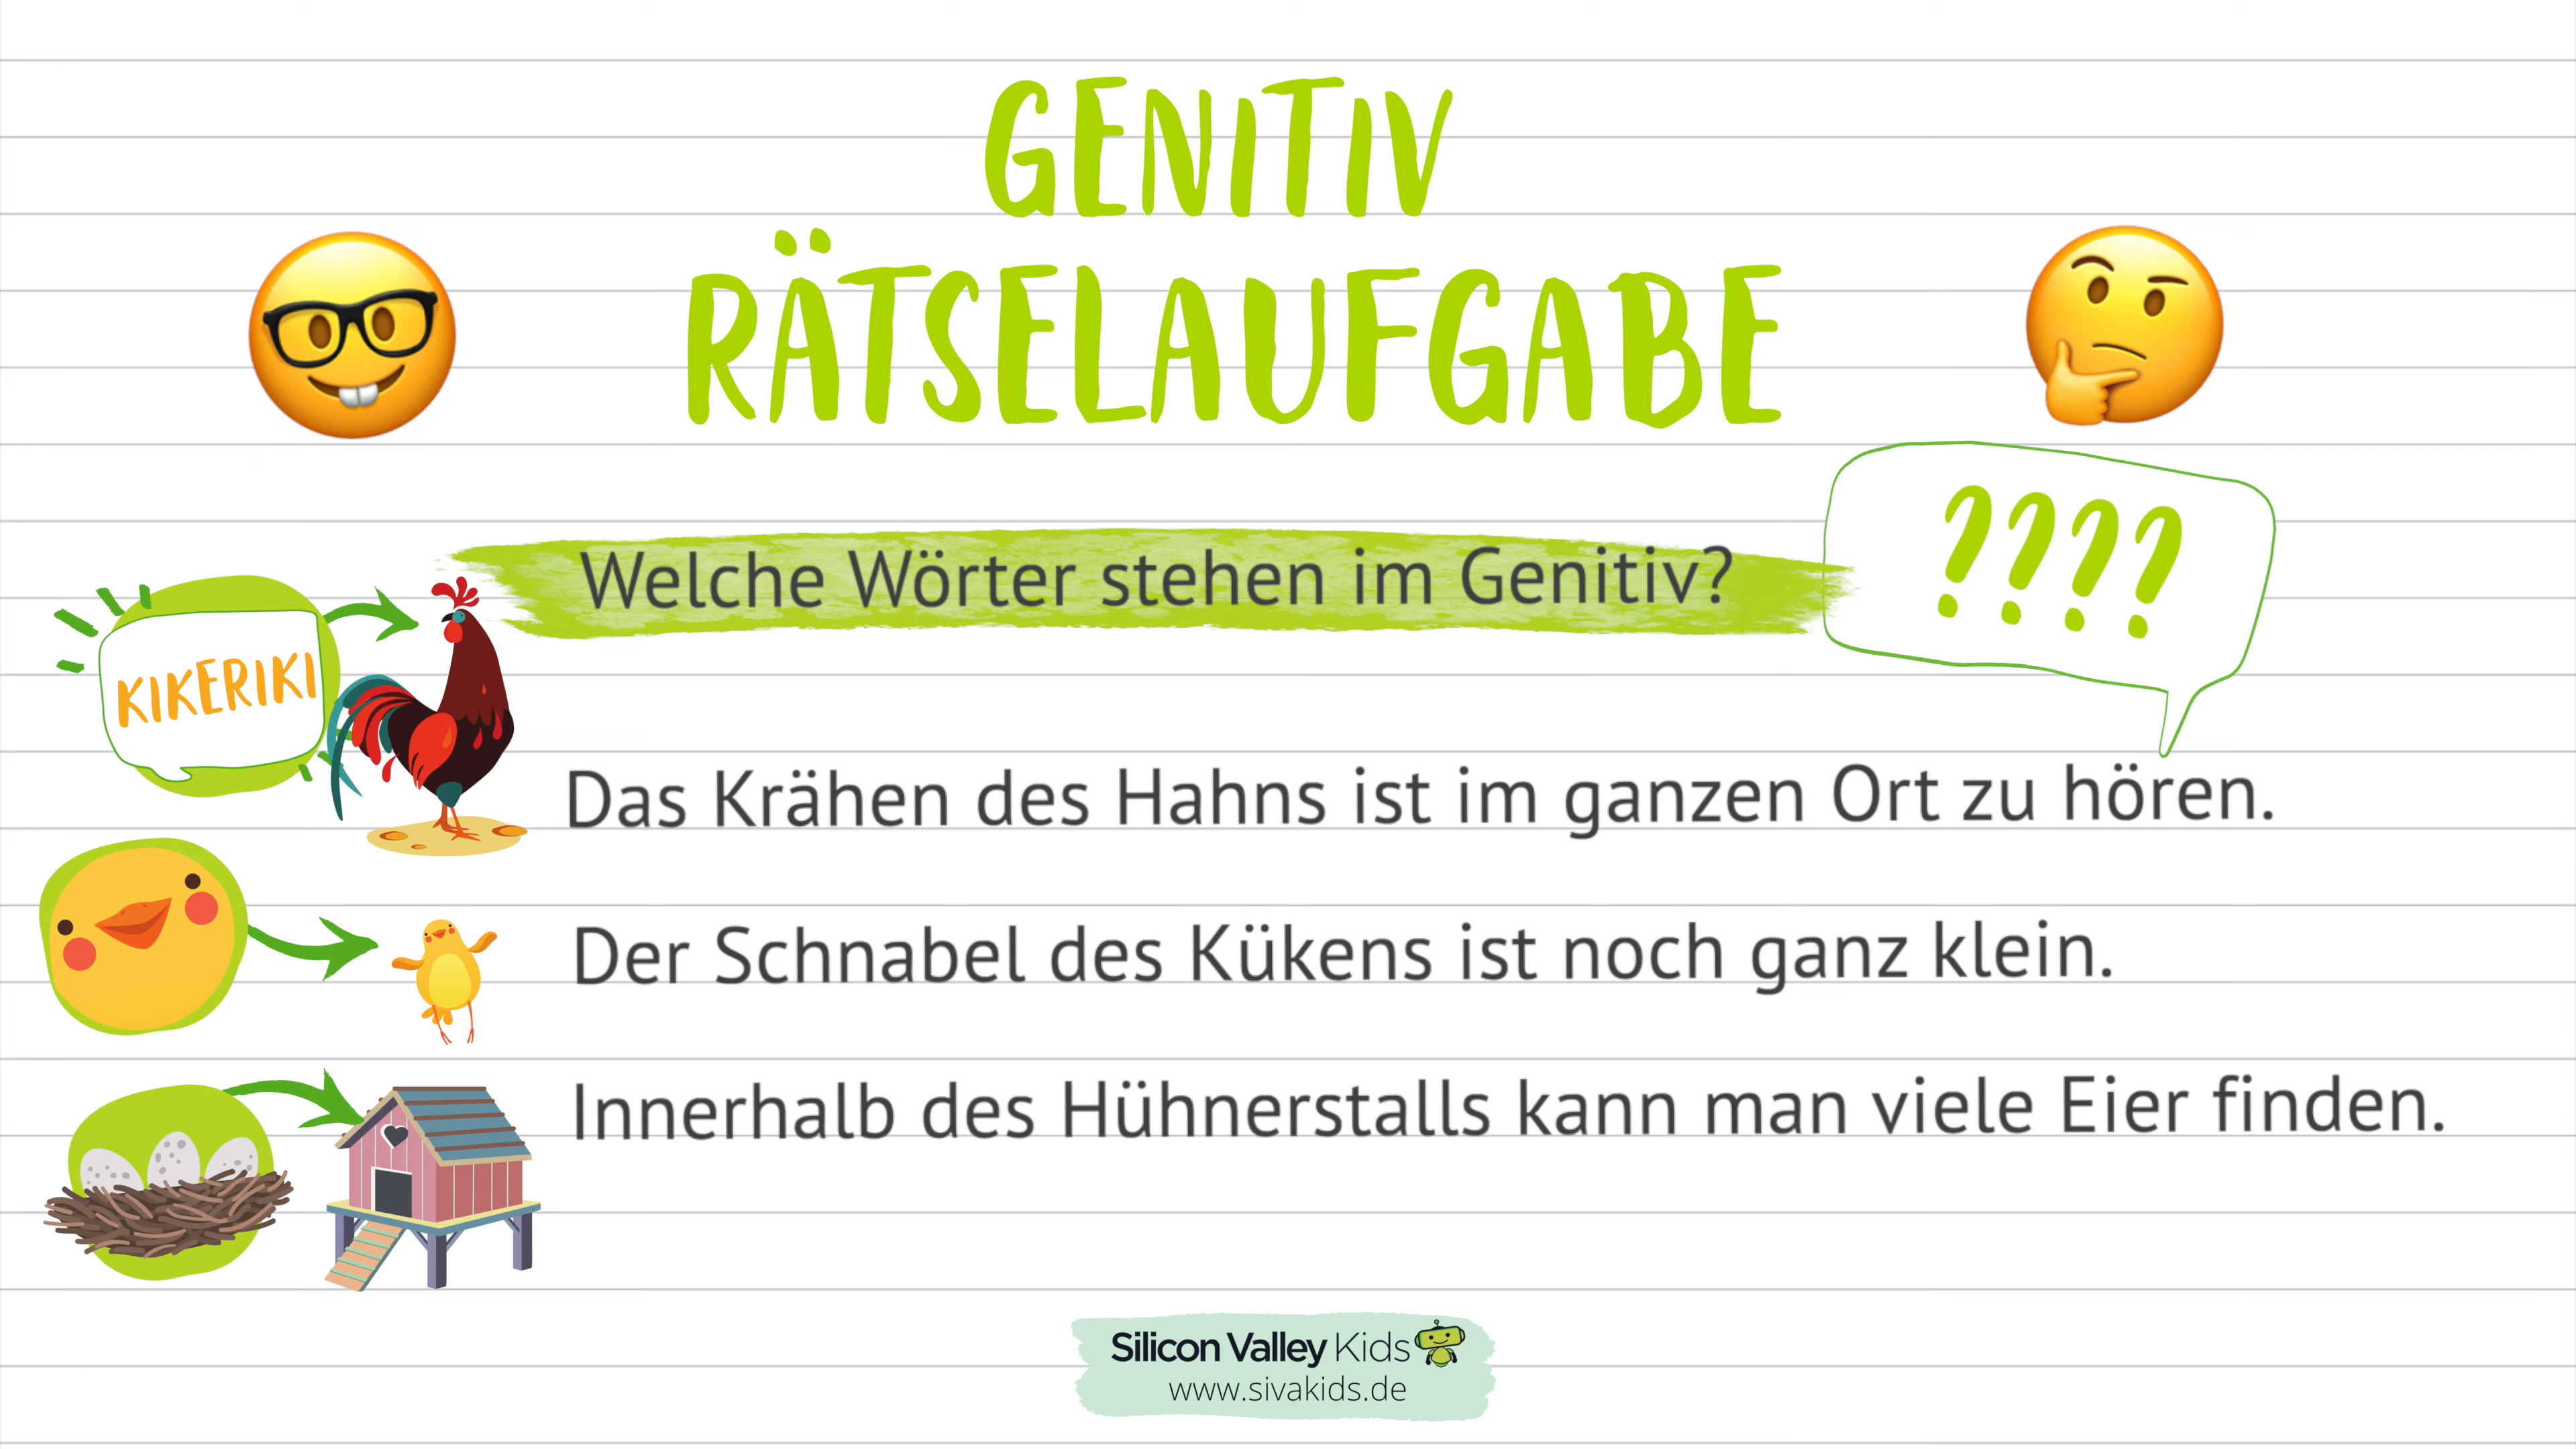 GENITIV
RÄTSELAUFGABE
Welche Wörter stehen im Genitiv?
????
KIKERIKI
Das Krähen des Hahns ist im ganzen Ort zu hören.
Der Schnabel des Kükens ist noch ganz klein.
Innerhalb des Hühnerstalls kann man viele Eier finden.
Silicon Valley Kids
www.sivakids.de